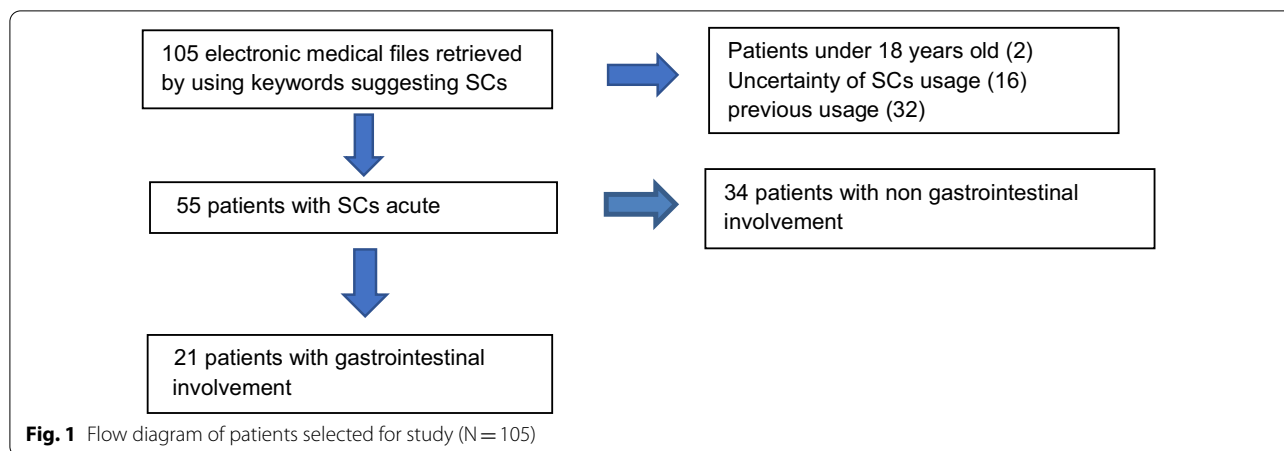 105 electronic medical files retrieved
by using keywords suggesting SCs
Patients under 18 years old (2)
Uncertainty of SCs usage (16)
previous usage (32)
55 patients with SCs acute
34 patients with non gastrointestinal
involvement
21 patients with gastrointestinal
involvement
Fig. 1 Flow diagram of patients selected for study (N = 105)